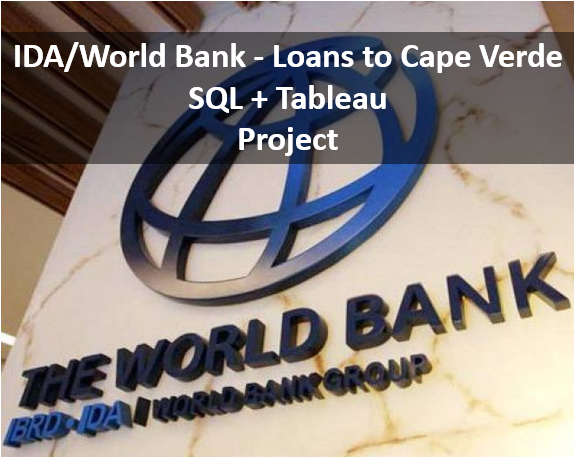 IDA/World Bank - Loans to Cape Verde
SQL + Tableau
Project
THE WORLD BANK
IBRD • IDA | WORLD BANK GROUP